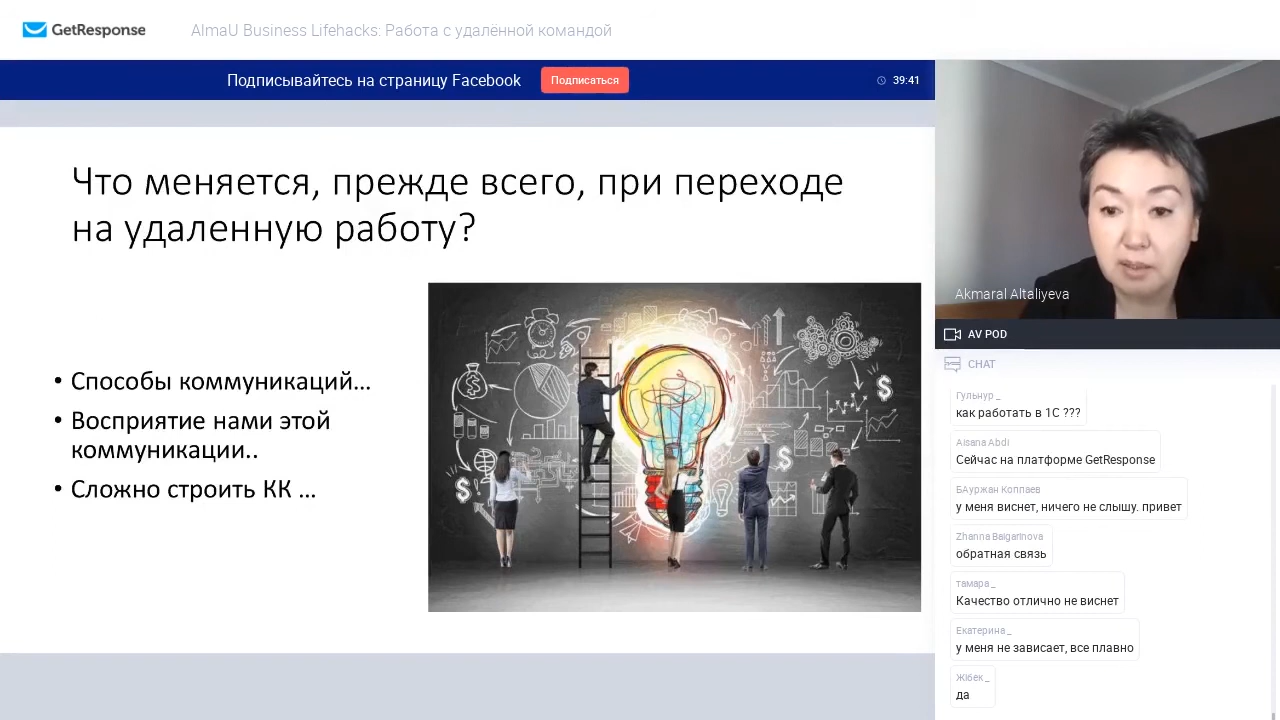 GetResponse
AlmaU Business Lifehacks: Работа с удалённой командой
Подписывайтесь на страницу Facebook
Подписаться
39:41
Что меняется, прежде всего, при переходе
на удаленную работу?
• Способы коммуникаций...
• Восприятие нами этой
коммуникации..
• Сложно строить КК ...
$
$
$
$
Akmaral Altaliyeva
AV POD
CHAT
Гульнур _
как работать в 1С ???
Aisana Abdi
Сейчас на платформе GetResponse
БАуржан Коппаев
у меня виснет, ничего не слышу. привет
Zhanna Baigarinova
обратная связь
тамара _
Качество отлично не виснет
Екатерина _
у меня не зависает, все плавно
Жібек _
да